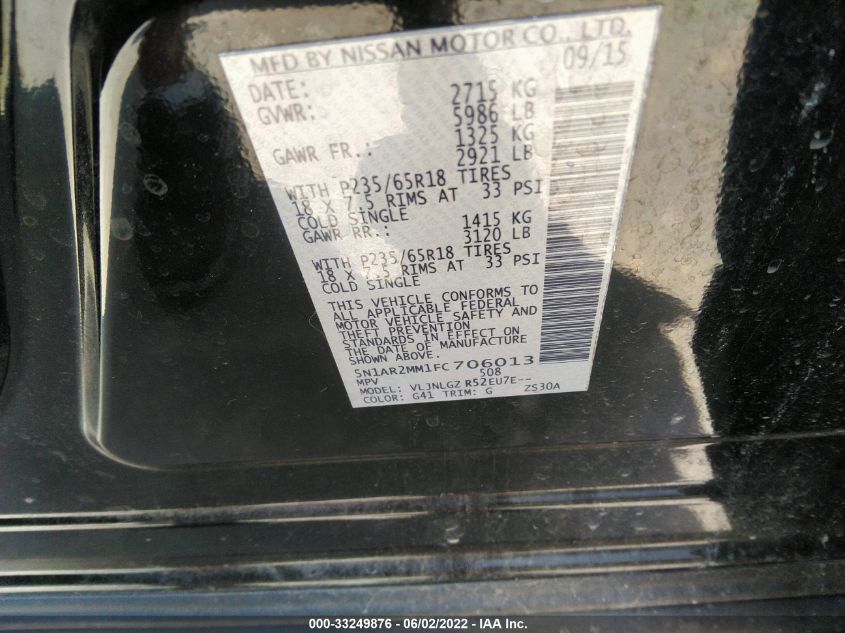 MFD BY NISSAN MOTOR CO., LTD.
DATE: 09/15
GVWR: 2715 KG
5986 LB
GAWR FR.: 1325 KG
2921 LB
WITH P235/65R18 TIRES
18 X 7.5 RIMS AT 33 PSI
COLD SINGLE
GAWR RR.: 1415 KG
3120 LB
WITH P235/65R18 TIRES
18 X 7.5 RIMS AT 33 PSI
COLD SINGLE
THIS VEHICLE CONFORMS TO
ALL APPLICABLE FEDERAL
MOTOR VEHICLE SAFETY AND
THEFT PREVENTION
STANDARDS IN EFFECT ON
THE DATE OF MANUFACTURE
SHOWN ABOVE.
5N1AR2MM1FC706013
MPV 508
MODEL: VLJNLGZ R52EU7E--
COLOR: G41 TRIM: G ZS30A
000-33249876 - 06/02/2022 - IAA Inc.